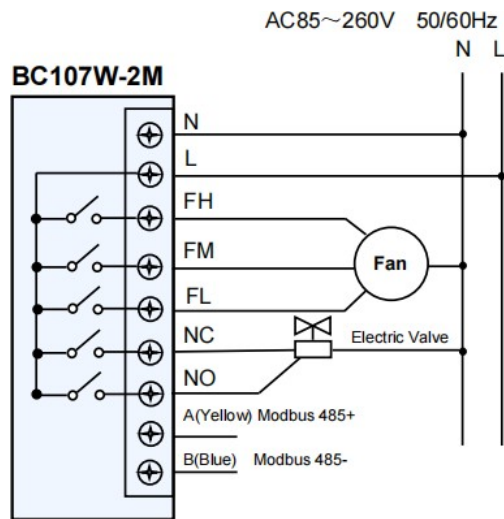 AC85～260V 50/60Hz
N L
BC107W-2M
N
L
FH
FM
Fan
FL
NC
Electric Valve
NO
A(Yellow) Modbus 485+
B(Blue) Modbus 485-